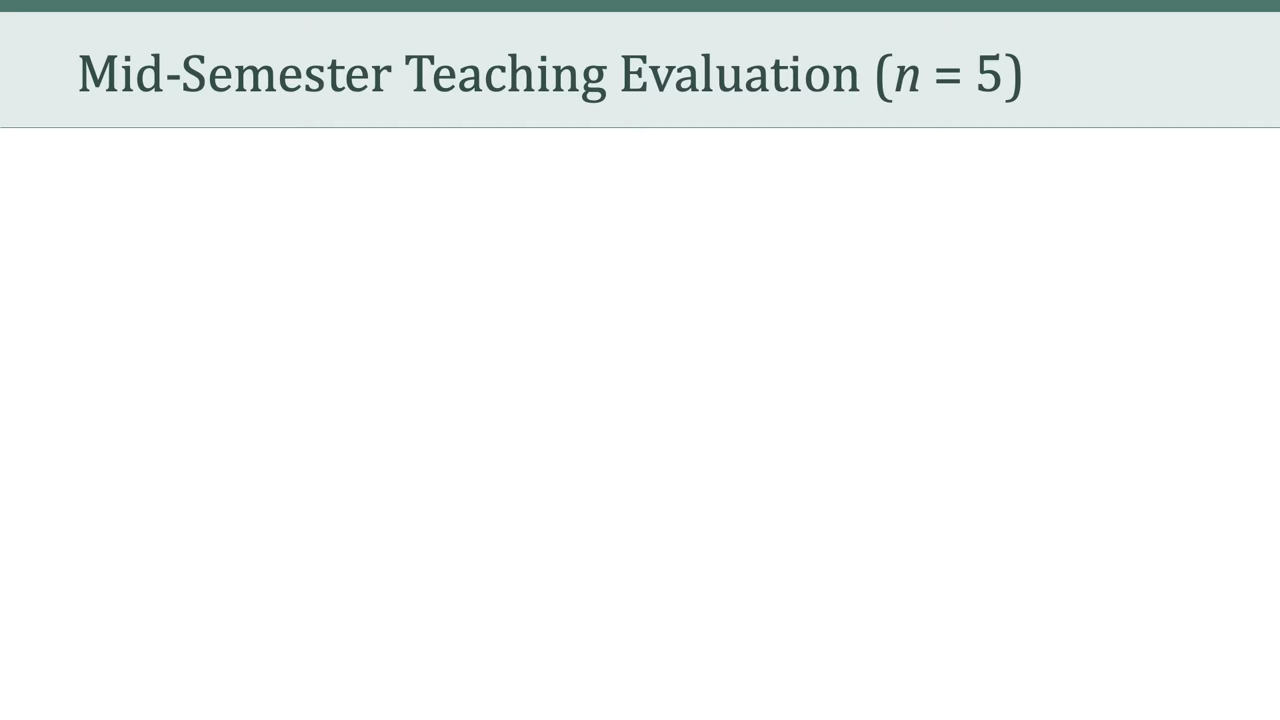 Mid-Semester Teaching Evaluation (n = 5)